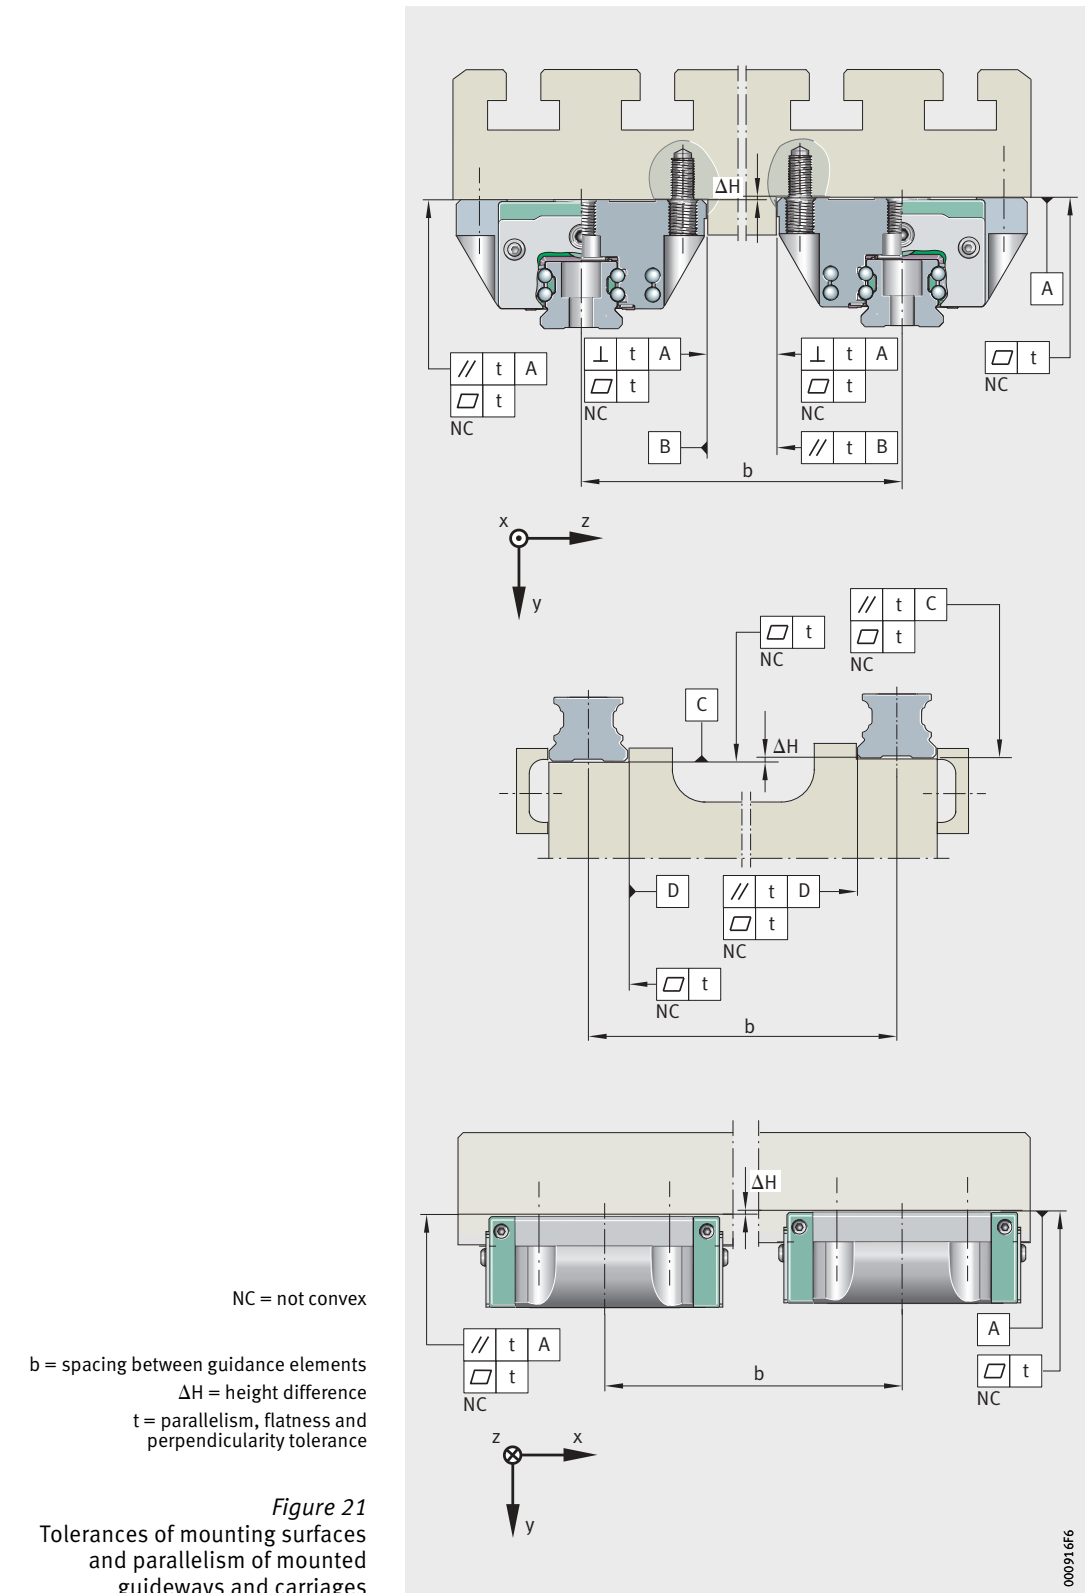 ΔH
A
// t A
t
NC
⊥ t A
t
NC
⊥ t A
t
NC
t
NC
B
// t B
b
x
z
y
// t C
t
NC
t
NC
C
ΔH
D
// t D
t
NC
t
NC
b
ΔH
A
// t A
t
NC
t
NC
b
z
x
y
NC = not convex
b = spacing between guidance elements
ΔH = height difference
t = parallelism, flatness and
perpendicularity tolerance
Figure 21
Tolerances of mounting surfaces
and parallelism of mounted
guideways and carriages
000916F6